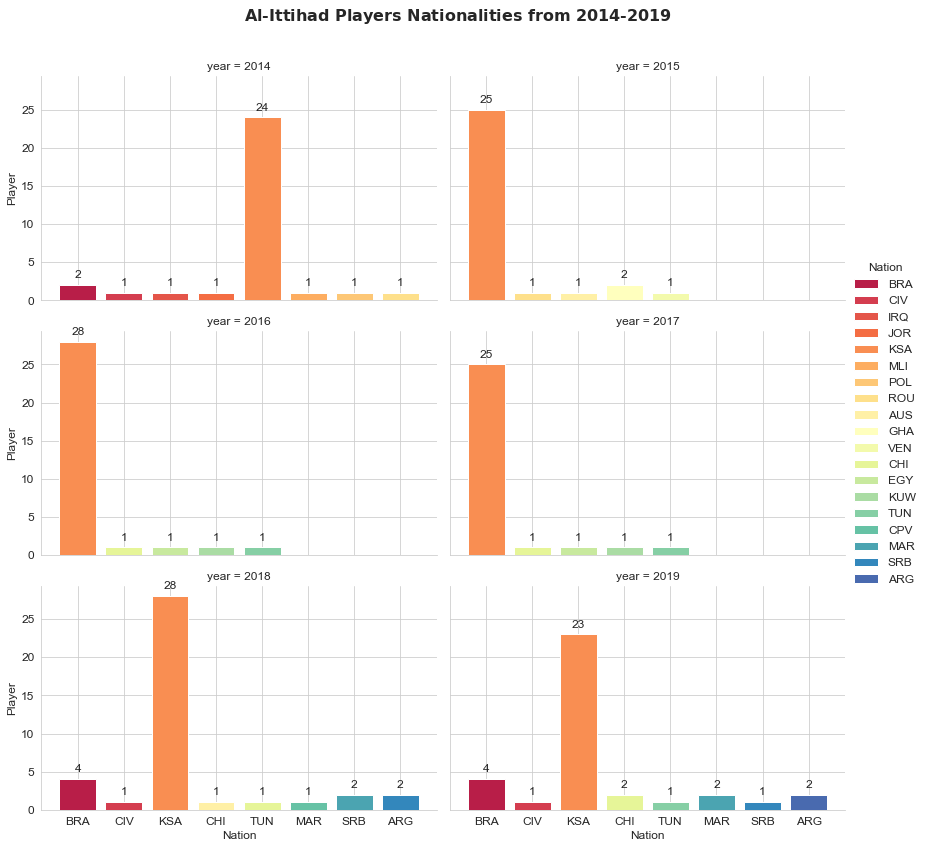 Al-Ittihad Players Nationalities from 2014-2019
year = 2014
25
20
15
10
5
0
Player
2 1 1 1 24 1 1 1
year = 2015
25 1 1 2 1
year = 2016
25
20
15
10
5
0
Player
28 1 1 1 1
year = 2017
25 1 1 1 1
year = 2018
25
20
15
10
5
0
Player
4 1 28 1 1 1 2 2
BRA CIV KSA CHI TUN MAR SRB ARG
Nation
year = 2019
4 1 23 2 1 2 1 2
BRA CIV KSA CHI TUN MAR SRB ARG
Nation
Nation
BRA
CIV
IRQ
JOR
KSA
MLI
POL
ROU
AUS
GHA
VEN
CHI
EGY
KUW
TUN
CPV
MAR
SRB
ARG